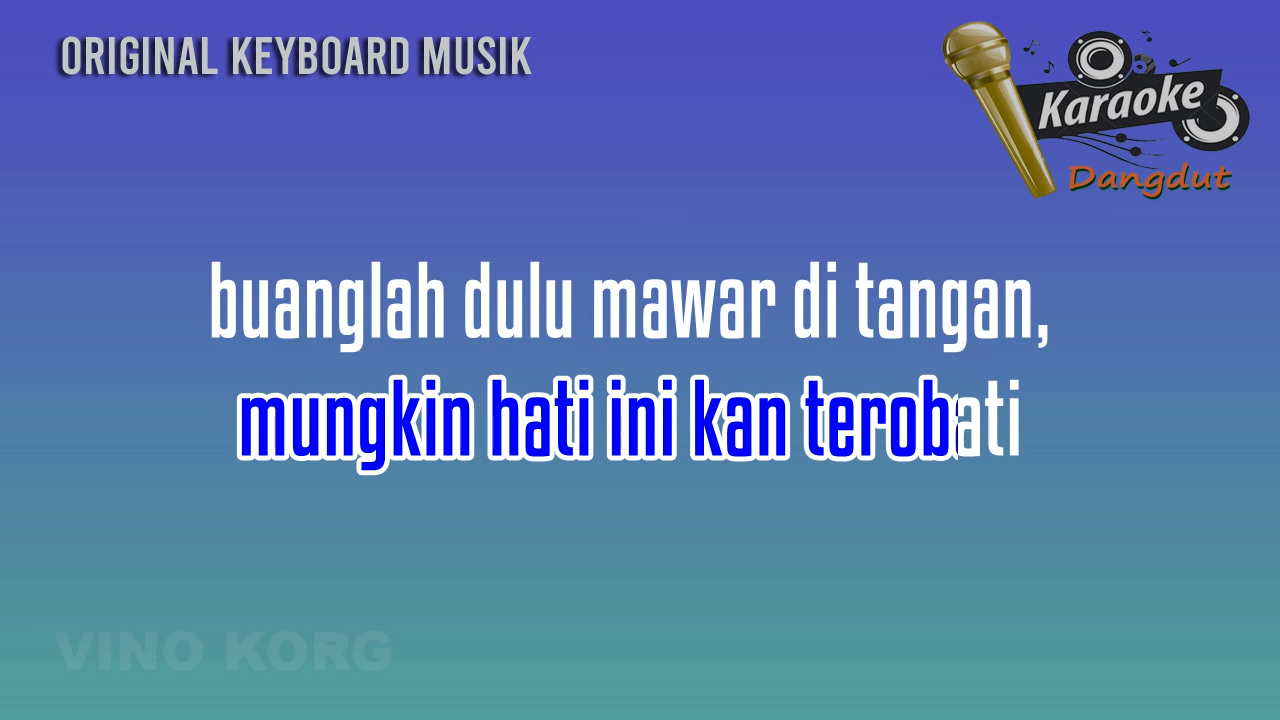 ORIGINAL KEYBOARD MUSIK
Karaoke
Dangdut
buanglah dulu mawar di tangan,
mungkin hati ini kan terobati
VINO KORG